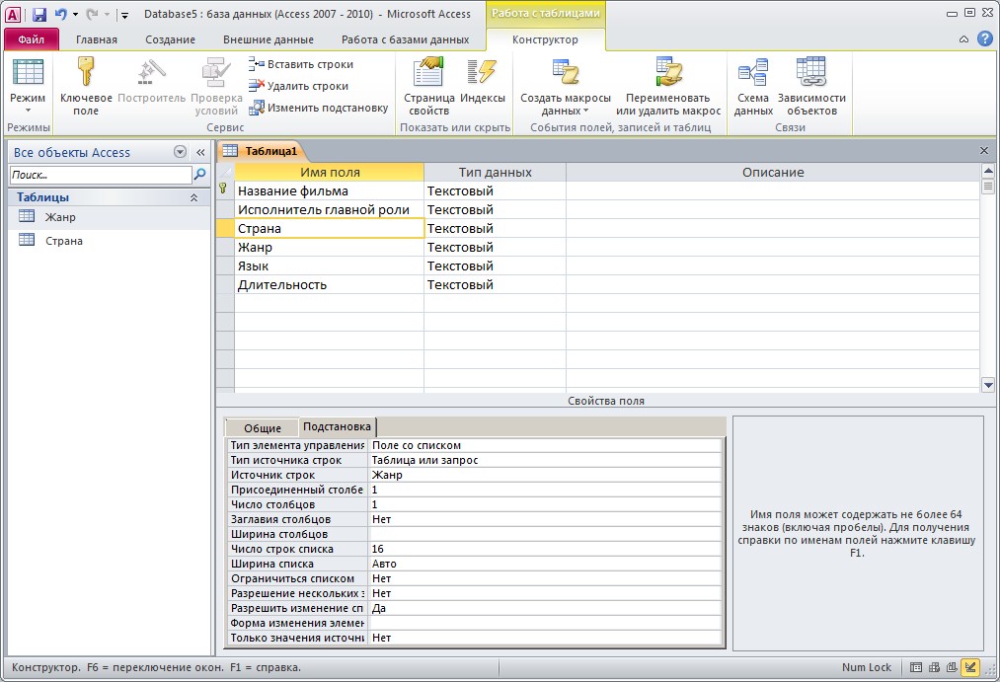 Database5 : база данных (Access 2007 - 2010) - Microsoft Access
Работа с таблицами
Файл Главная Создание Внешние данные Работа с базами данных Конструктор
Режим
Режимы
Ключевое поле
Построитель
Проверка условий
Вставить строки
Удалить строки
Изменить подстановку
Сервис
Страница свойств
Индексы
Показать или скрыть
Создать макросы данных
Переименовать или удалить макрос
События полей, записей и таблиц
Схема данных
Зависимости объектов
Связи
Все объекты Access
Поиск...
Таблицы
Жанр
Страна
Таблица1
Имя поля Тип данных Описание
Название фильма Текстовый
Исполнитель главной роли Текстовый
Страна Текстовый
Жанр Текстовый
Язык Текстовый
Длительность Текстовый
Свойства поля
Общие Подстановка
Тип элемента управления Поле со списком
Тип источника строк Таблица или запрос
Источник строк Жанр
Присоединенный столбе 1
Число столбцов 1
Заглавия столбцов Нет
Ширина столбцов
Число строк списка 16
Ширина списка Авто
Ограничиться списком Нет
Разрешение нескольких з Нет
Разрешить изменение сп Да
Форма изменения элемен
Только значения источни Нет
Имя поля может содержать не более 64
знаков (включая пробелы). Для получения
справки по именам полей нажмите клавишу
F1.
Конструктор. F6 = переключение окон. F1 = справка. Num Lock